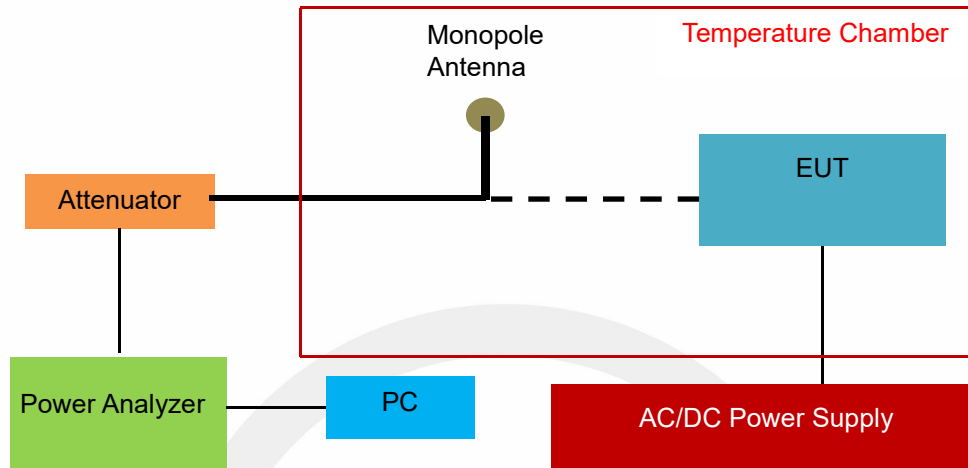 Temperature Chamber
Monopole
Antenna
EUT
Attenuator
Power Analyzer
PC
AC/DC Power Supply